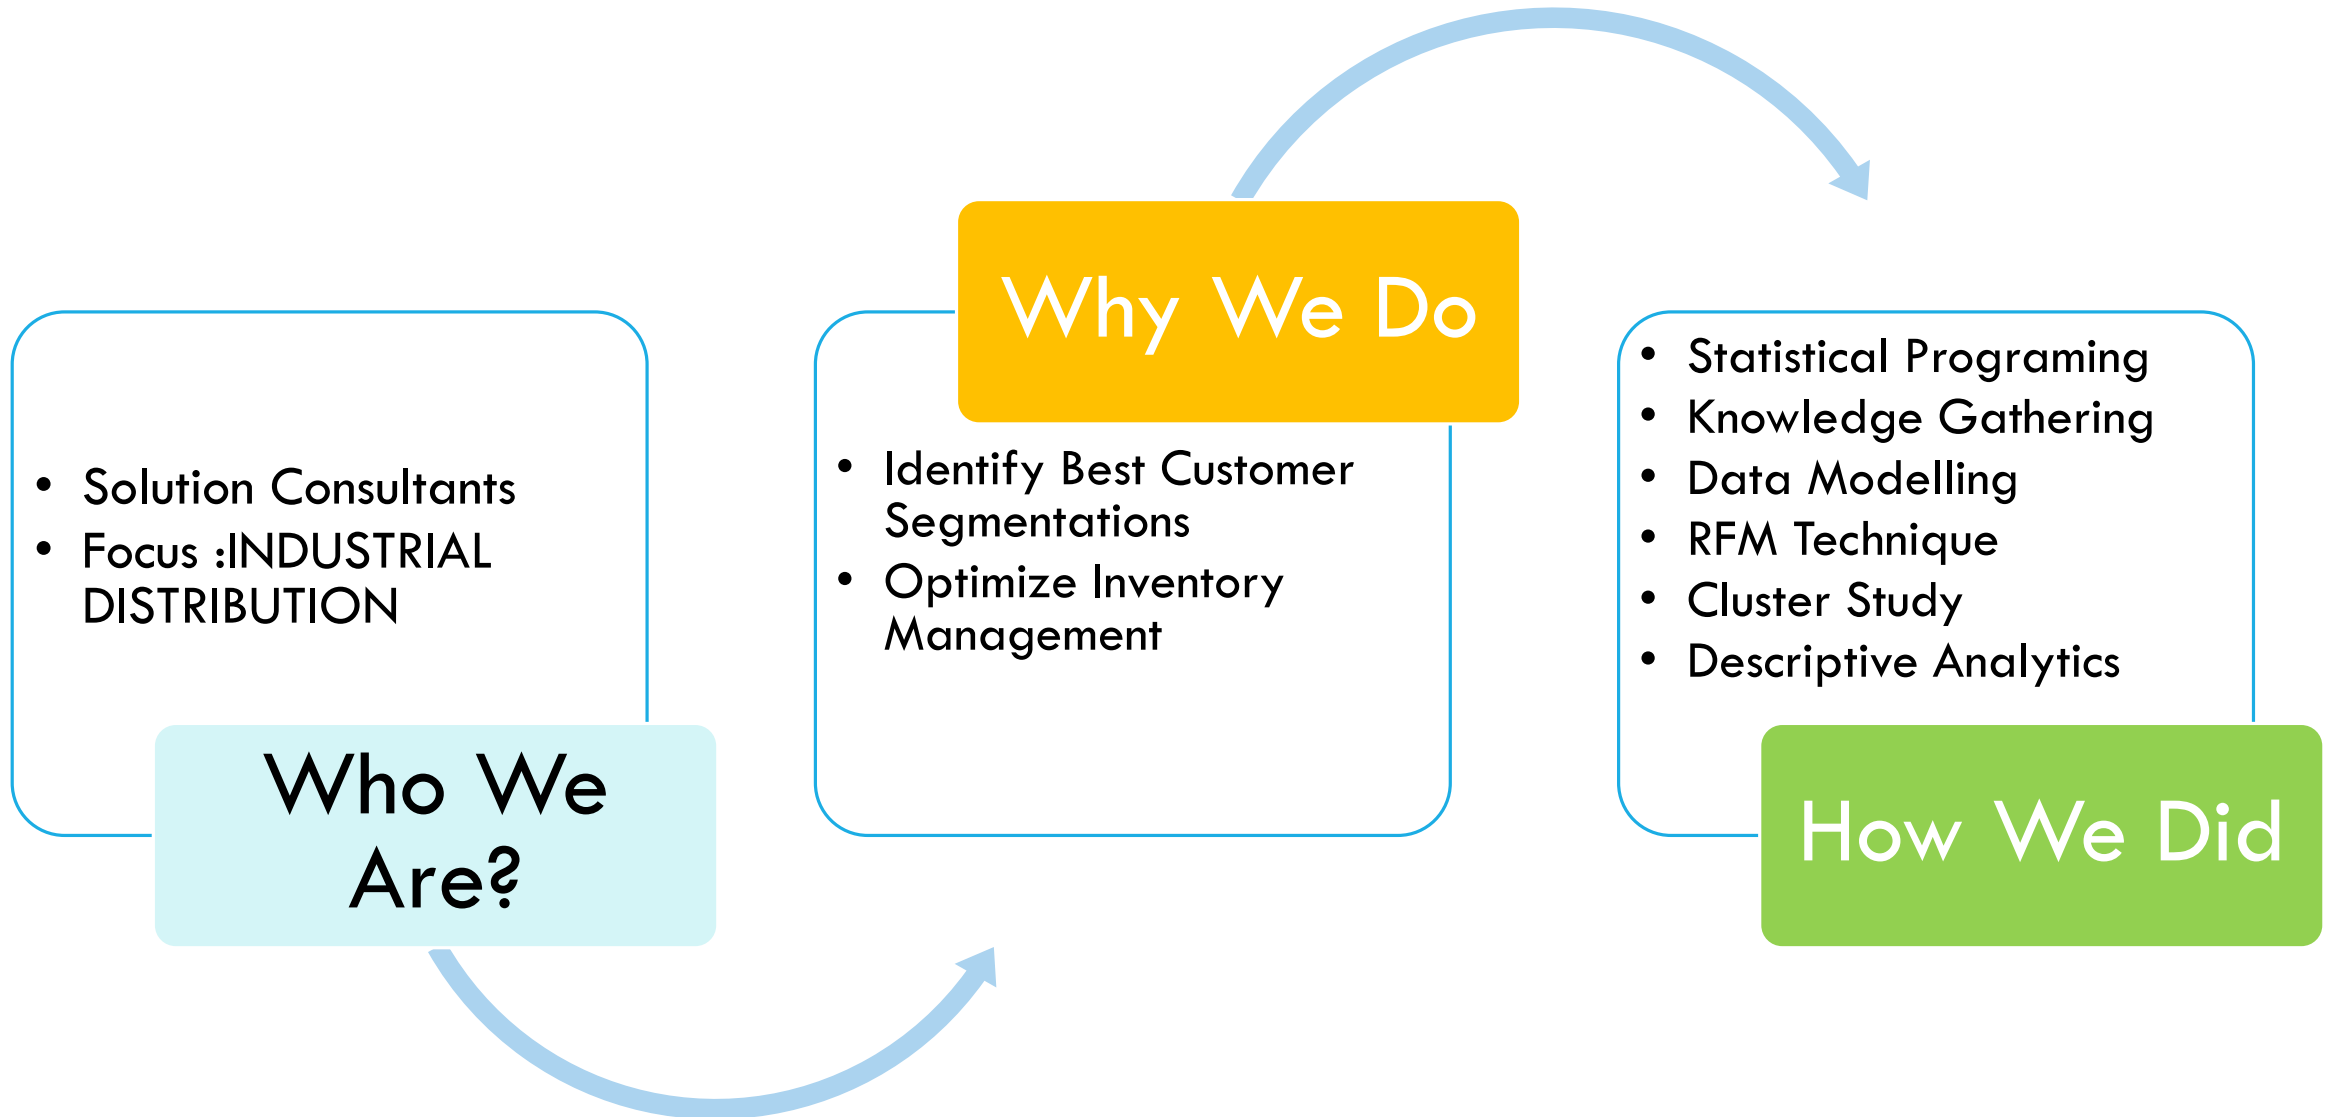 • Solution Consultants
• Focus :INDUSTRIAL
DISTRIBUTION
Who We
Are?
Why We Do
• Identify Best Customer
Segmentations
• Optimize Inventory
Management
• Statistical Programing
• Knowledge Gathering
• Data Modelling
• RFM Technique
• Cluster Study
• Descriptive Analytics
How We Did